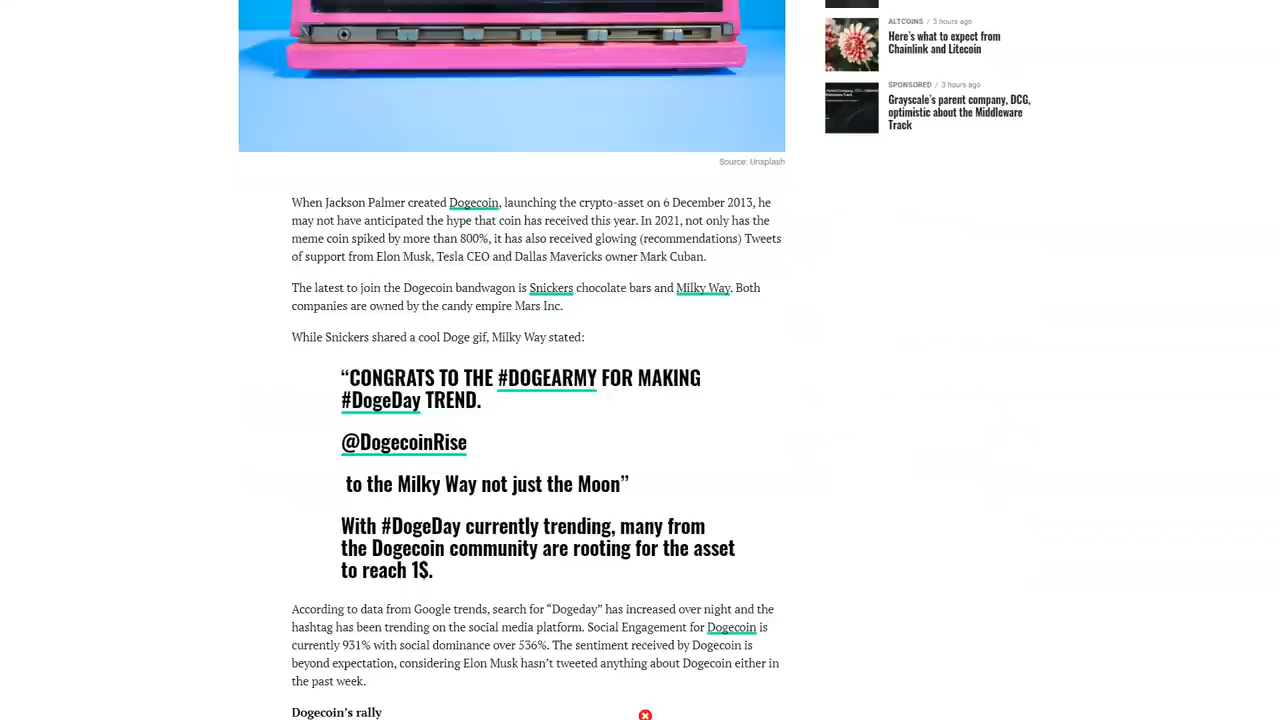 ALTCOINS / 3 hours ago
Here's what to expect from
Chainlink and Litecoin
SPONSORED / 3 hours ago
Grayscale's parent company, DCG,
optimistic about the Middleware
Track
Source: Unsplash
When Jackson Palmer created Dogecoin, launching the crypto-asset on 6 December 2013, he
may not have anticipated the hype that coin has received this year. In 2021, not only has the
meme coin spiked by more than 800%, it has also received glowing (recommendations) Tweets
of support from Elon Musk, Tesla CEO and Dallas Mavericks owner Mark Cuban.
The latest to join the Dogecoin bandwagon is Snickers chocolate bars and Milky Way. Both
companies are owned by the candy empire Mars Inc.
While Snickers shared a cool Doge gif, Milky Way stated:
“CONGRATS TO THE #DOGEARMY FOR MAKING
#DogeDay TREND.
@DogecoinRise
to the Milky Way not just the Moon”
With #DogeDay currently trending, many from
the Dogecoin community are rooting for the asset
to reach 1$.
According to data from Google trends, search for “Dogeday” has increased over night and the
hashtag has been trending on the social media platform. Social Engagement for Dogecoin is
currently 931% with social dominance over 536%. The sentiment received by Dogecoin is
beyond expectation, considering Elon Musk hasn't tweeted anything about Dogecoin either in
the past week.
Dogecoin's rally